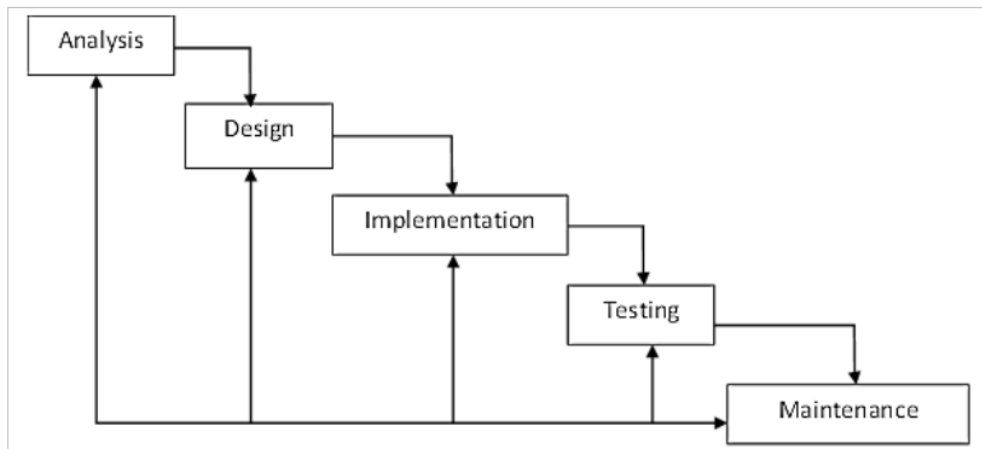 Analysis
Design
Implementation
Testing
Maintenance